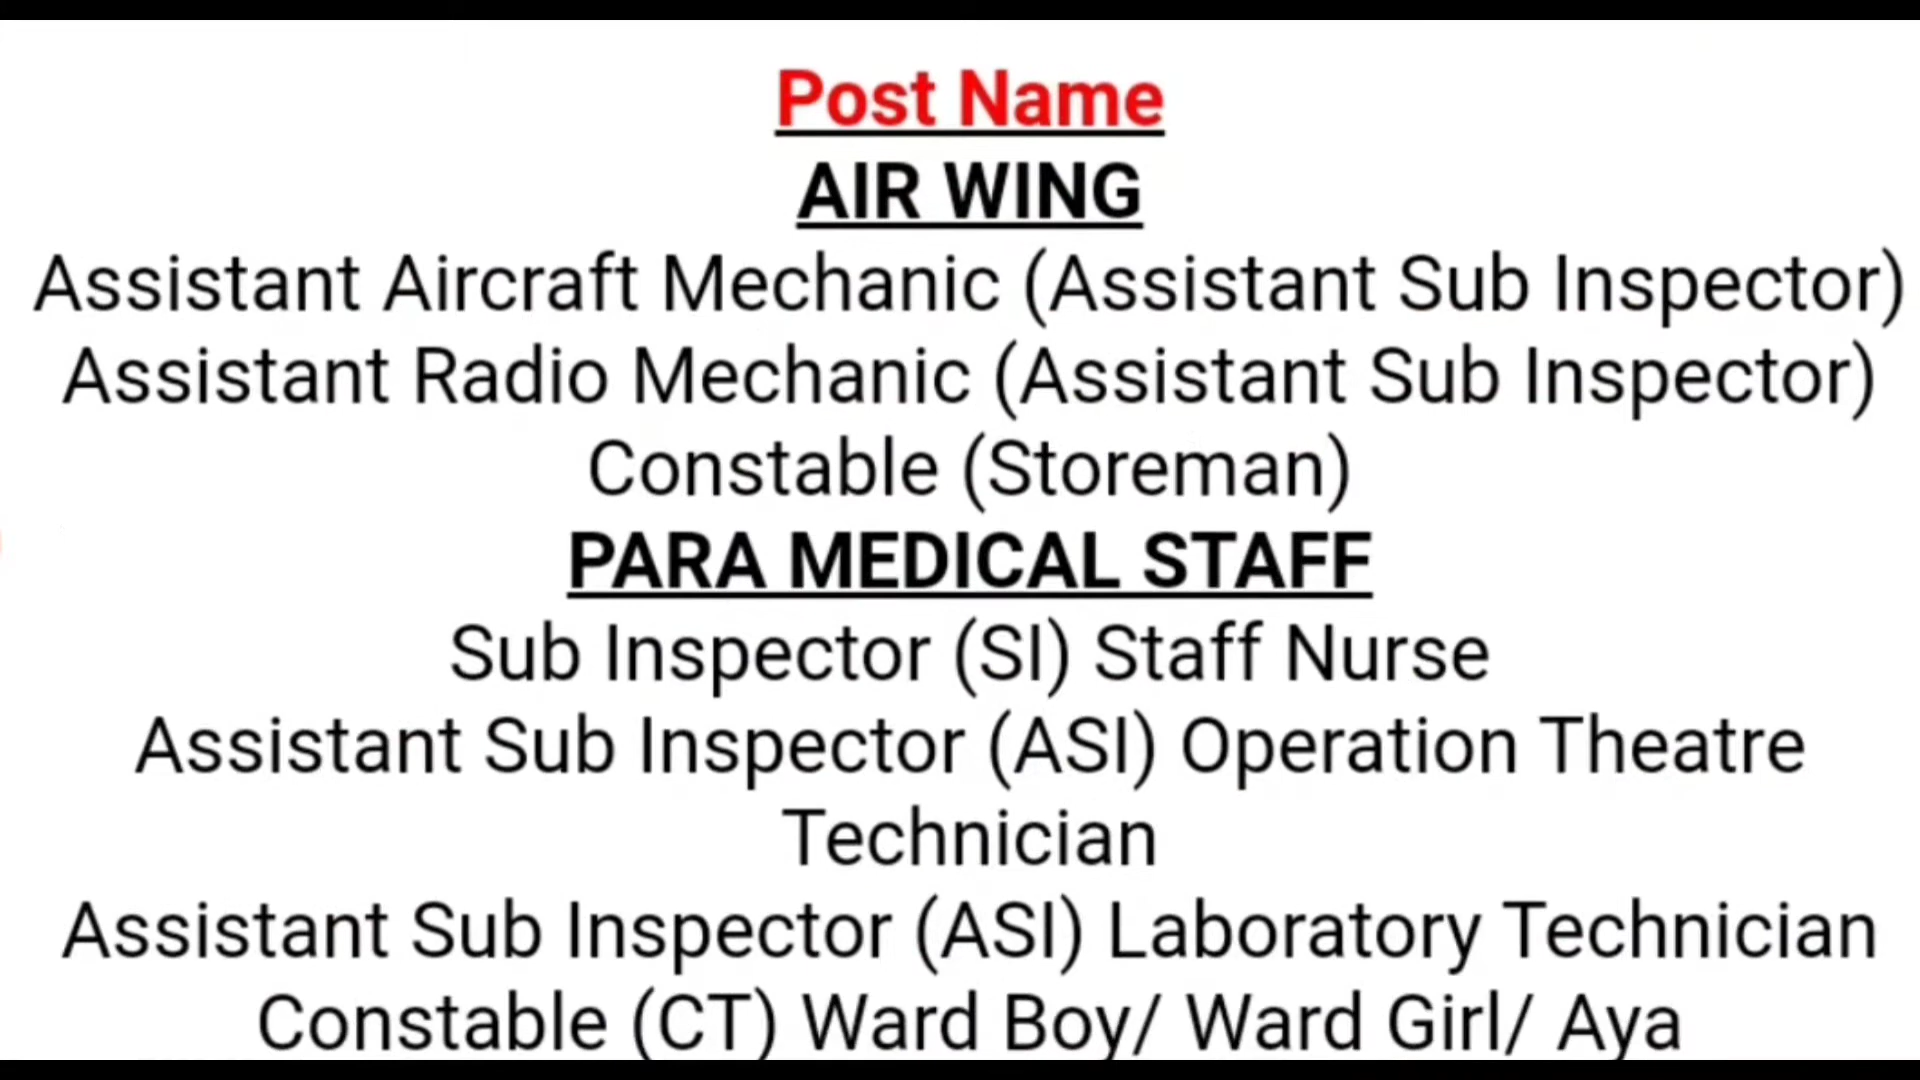 Post Name
AIR WING
Assistant Aircraft Mechanic (Assistant Sub Inspector)
Assistant Radio Mechanic (Assistant Sub Inspector)
Constable (Storeman)
PARA MEDICAL STAFF
Sub Inspector (SI) Staff Nurse
Assistant Sub Inspector (ASI) Operation Theatre
Technician
Assistant Sub Inspector (ASI) Laboratory Technician
Constable (CT) Ward Boy/ Ward Girl/ Aya